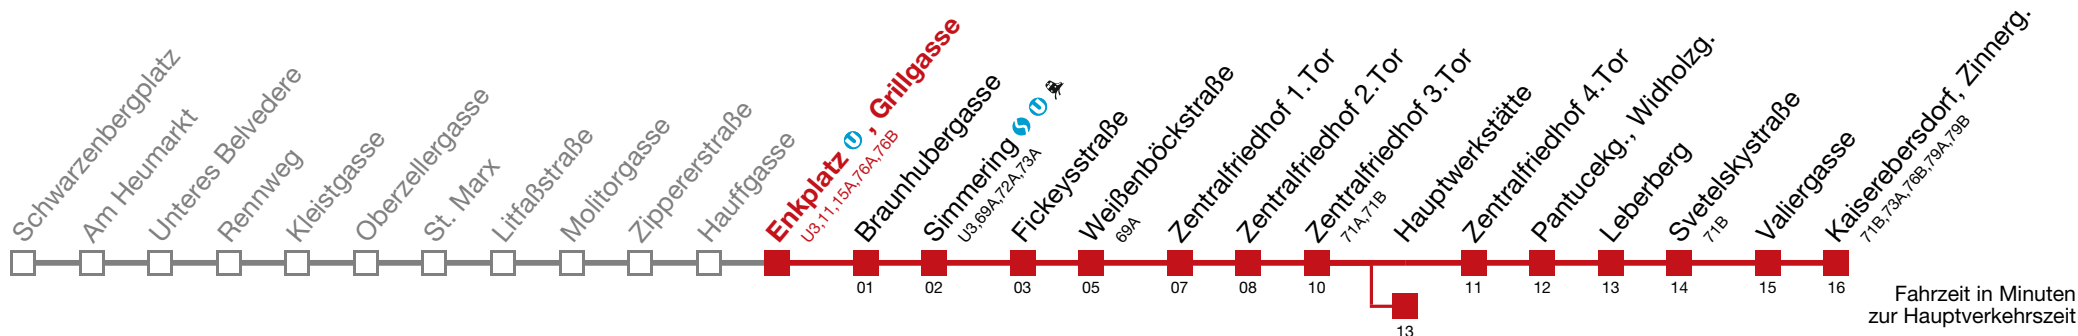 Schwarzenbergplatz
Am Heumarkt
Unteres Belvedere
Rennweg
Kleistgasse
Oberzellergasse
St. Marx
Litfaßstraße
Molitorgasse
Zippererstraße
Hauffgasse
Enkplatz U, Grillgasse
U3,11,15A,76A,76B
Braunhubergasse
01
Simmering S U
U3,69A,72A,73A
02
Fickeysstraße
03
Weißenböckstraße
69A
05
Zentralfriedhof 1.Tor
07
Zentralfriedhof 2.Tor
08
Zentralfriedhof 3.Tor
71A,71B
10
Hauptwerkstätte
13
Zentralfriedhof 4.Tor
11
Pantucekg., Widholzg.
12
Leberberg
13
Svetelskystraße
71B
14
Valiergasse
15
Kaiserebersdorf, Zinnerg.
71B,73A,76B,79A,79B
16
Fahrzeit in Minuten
zur Hauptverkehrszeit